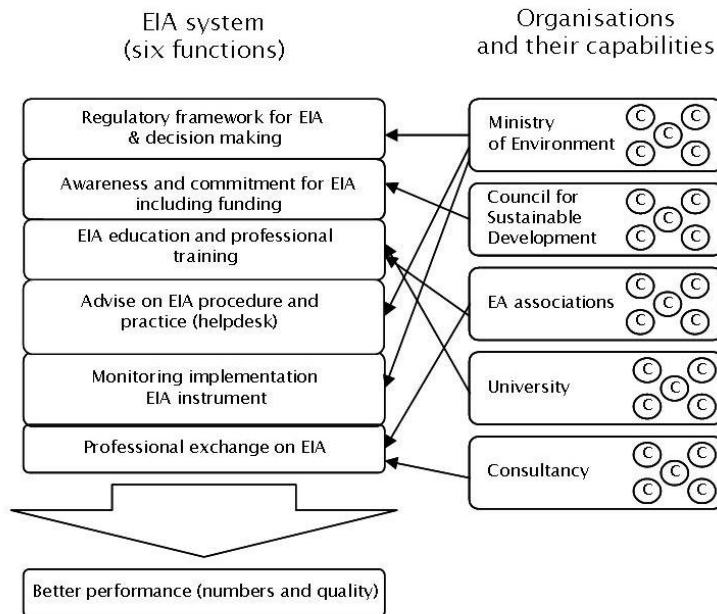 EIA system
(six functions)
Organisations
and their capabilities
Regulatory framework for EIA
& decision making
Awareness and commitment for EIA
including funding
EIA education and professional
training
Advise on EIA procedure and
practice (helpdesk)
Monitoring implementation
EIA instrument
Professional exchange on EIA
Better performance (numbers and quality)
Ministry
of Environment
C C
C
C C
Council for
Sustainable
Development
C C
C
C C
EA associations
C C
C
C C
University
C C
C
C C
Consultancy
C C
C
C C